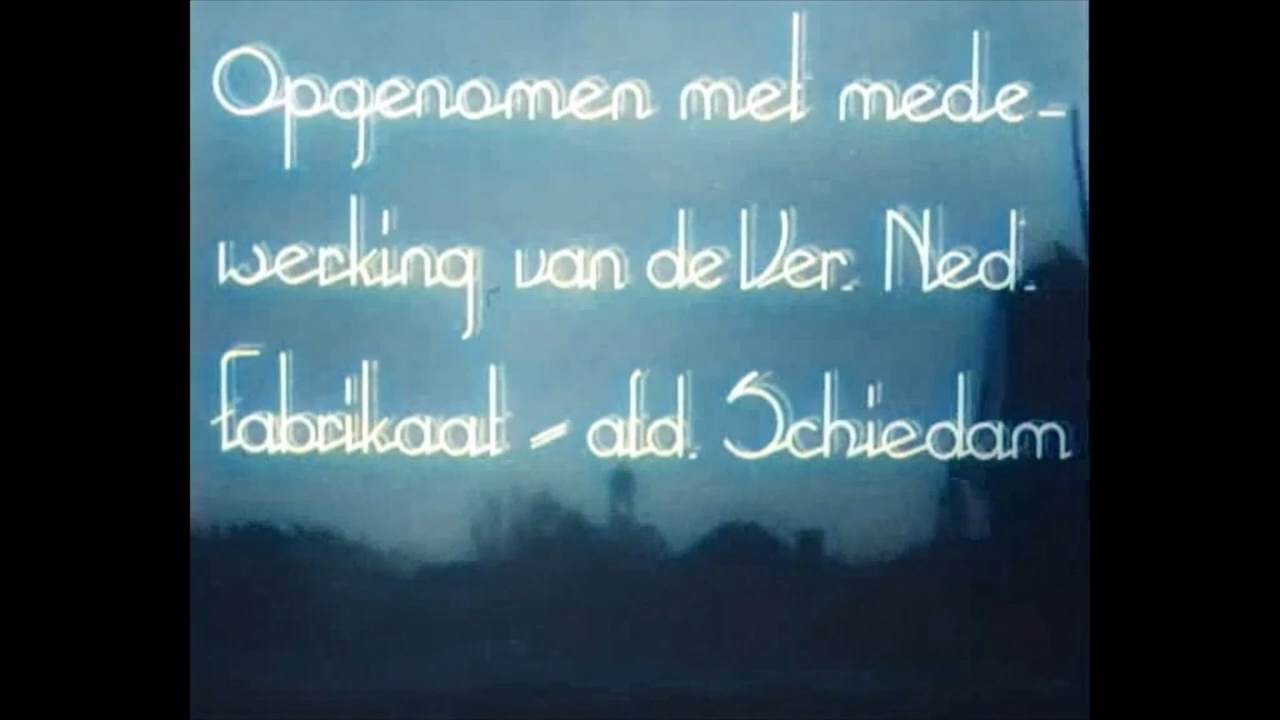 Opgenomen met mede-
werking van de Ver. Ned.
Fabrikaat - afd. Schiedam